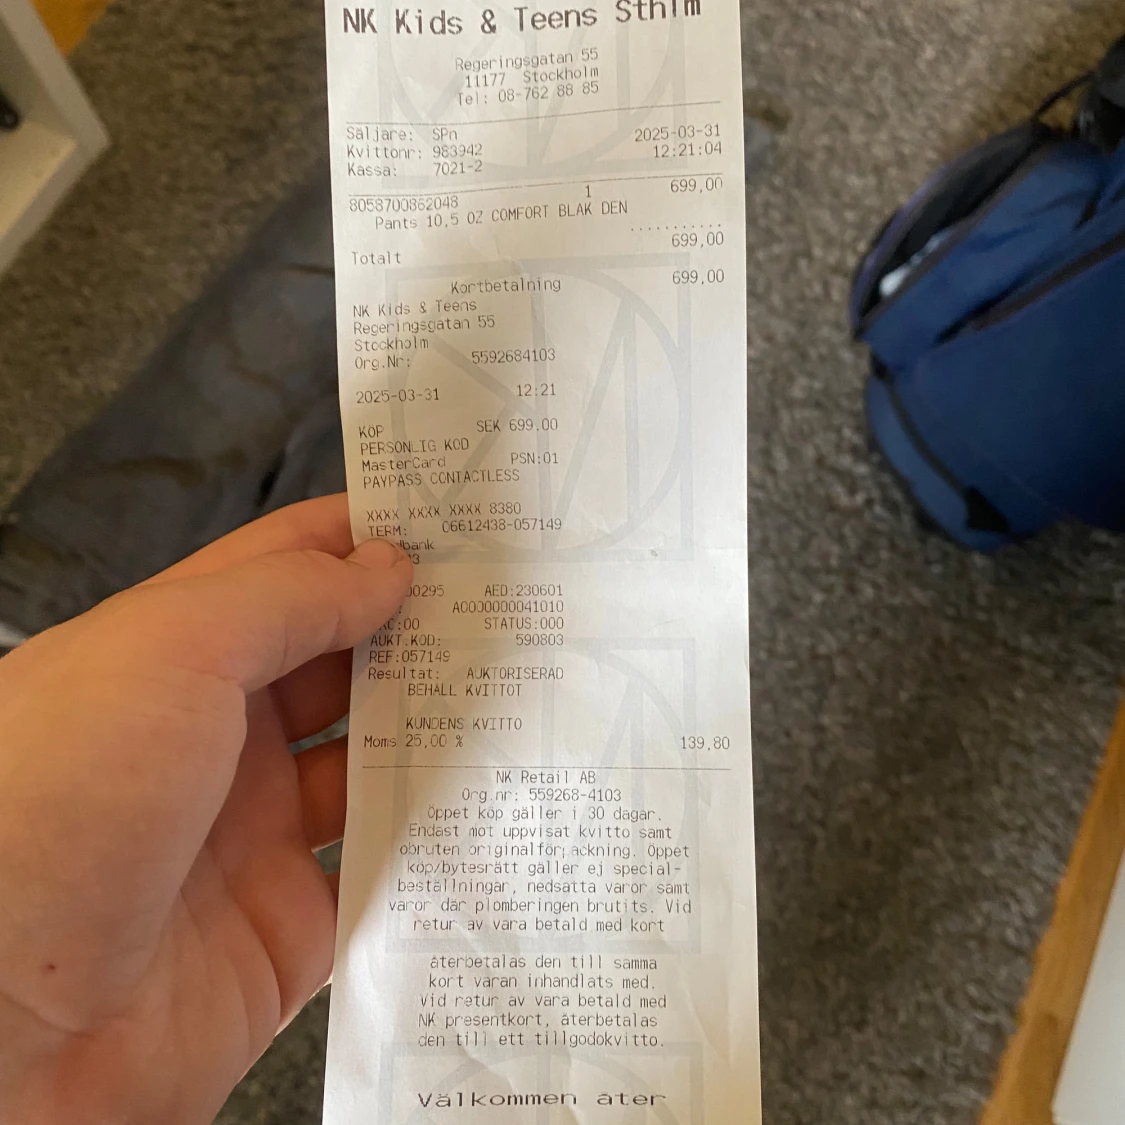 NK Kids & Teens Sthlm
Regeringsgatan 55
11177 Stockholm
Tel: 08-762 88 85
Säljare: SPn 2025-03-31
Kvittonr: 983942 12:21:04
Kassa: 7021-2
8058700862048 1 699,00
Pants 10,5 OZ COMFORT BLAK DEN
...........
Totalt 699,00
Kortbetalning 699,00
NK Kids & Teens
Regeringsgatan 55
Stockholm
Org.Nr: 5592684103
2025-03-31 12:21
KÖP SEK 699,00
PERSONLIG KOD
MasterCard PSN:01
PAYPASS CONTACTLESS
XXXX XXXX XXXX 8380
TERM: C6612438-057149
AED:230601
A0000000041010
STATUS:000
AUKT.KOD: 590803
REF:057149
Resultat: AUKTORISERAD
BEHÅLL KVITTOT
KUNDENS KVITTO
Moms 25,00 % 139,80
NK Retail AB
Org.nr: 559268-4103
Öppet köp gäller i 30 dagar.
Endast mot uppvisat kvitto samt
obruten originalförpackning. Öppet
köp/bytesrätt gäller ej special-
beställningar, nedsatta varor samt
varor där plomberingen brutits. Vid
retur av vara betald med kort
återbetalas den till samma
kort varan inhandlats med.
Vid retur av vara betald med
NK presentkort, återbetalas
den till ett tillgodokvitto.
Välkommen åter